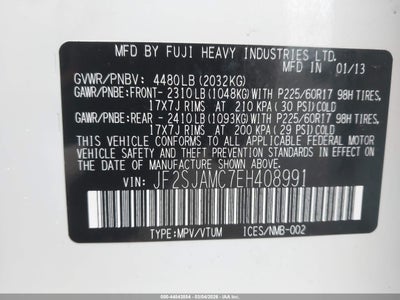 MFD. BY FUJI HEAVY INDUSTRIES LTD.
GVWR/PNBV: 4480LB(2032KG) MADE IN JAPAN 01/13
GAWR/PNBE:FRONT-2310LB(1048KG)WITH P225/60R17 98H TIRES,
17X7J RIMS AT 210 KPA(30 PSI)COLD
GAWR/PNBE:REAR -2410LB(1093KG)WITH P225/60R17 98H TIRES,
17X7J RIMS AT 200 KPA(29 PSI)COLD
THIS VEHICLE CONFORMS TO ALL APPLICABLE
FEDERAL MOTOR VEHICLE SAFETY, BUMPER, AND
THEFT PREVENTION STANDARDS IN EFFECT ON THE
DATE OF MANUFACTURE SHOWN ABOVE.
VIN: JF2SJAMC7EH408991
TYPE:MPV/VTUM ICES/NMB-002